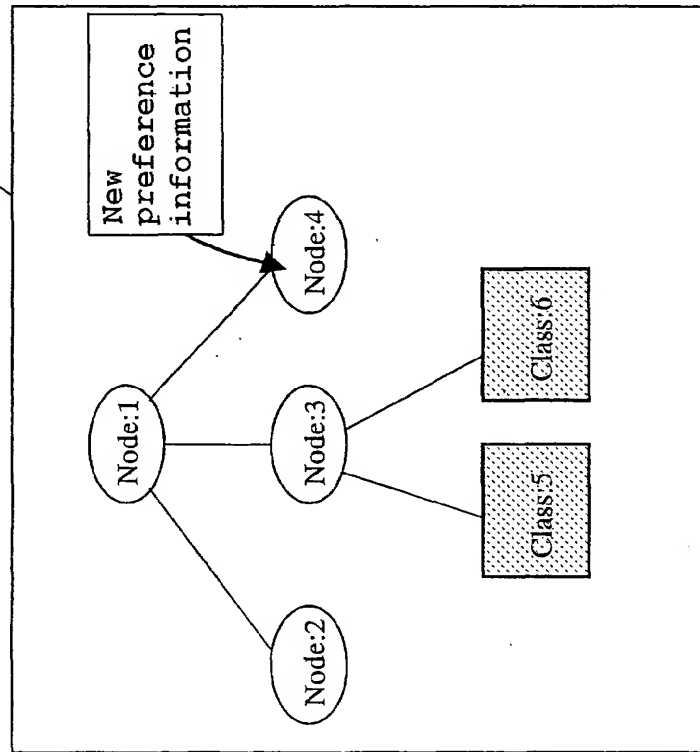 New
preference
information
Node:1
Node:2
Node:3
Node:4
Class:5
Class:6